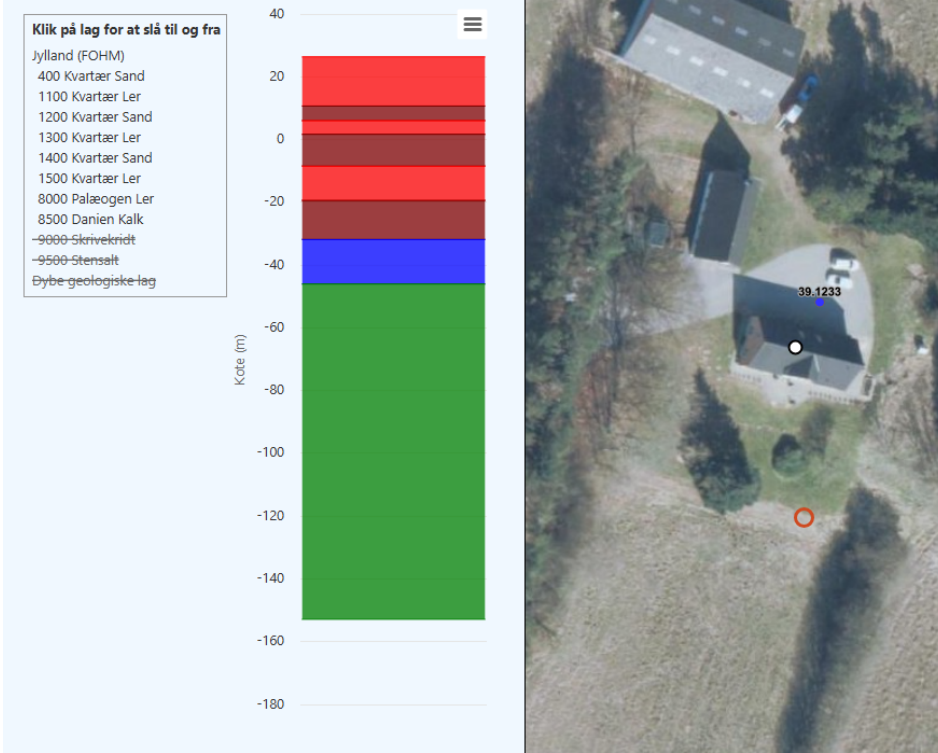 Klik på lag for at slå til og fra
Jylland (FOHM)
400 Kvartær Sand
1100 Kvartær Ler
1200 Kvartær Sand
1300 Kvartær Ler
1400 Kvartær Sand
1500 Kvartær Ler
8000 Palæogen Ler
8500 Danien Kalk
9000 Skrivekridt
9500 Stensalt
Dybe geologiske lag
Kote (m)
40
20
0
-20
-40
-60
-80
-100
-120
-140
-160
-180
39.1233